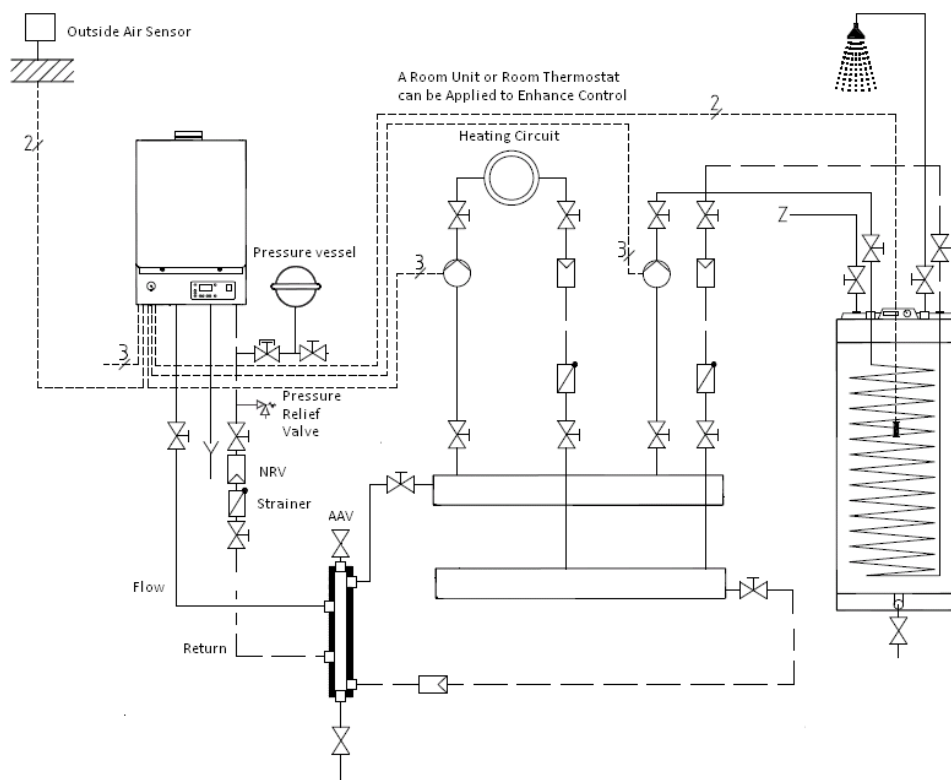 Outside Air Sensor
A Room Unit or Room Thermostat
can be Applied to Enhance Control
2
2
Heating Circuit
Z
Pressure vessel
3
3
3
Pressure
Relief
Valve
NRV
Strainer
AAV
Flow
Return